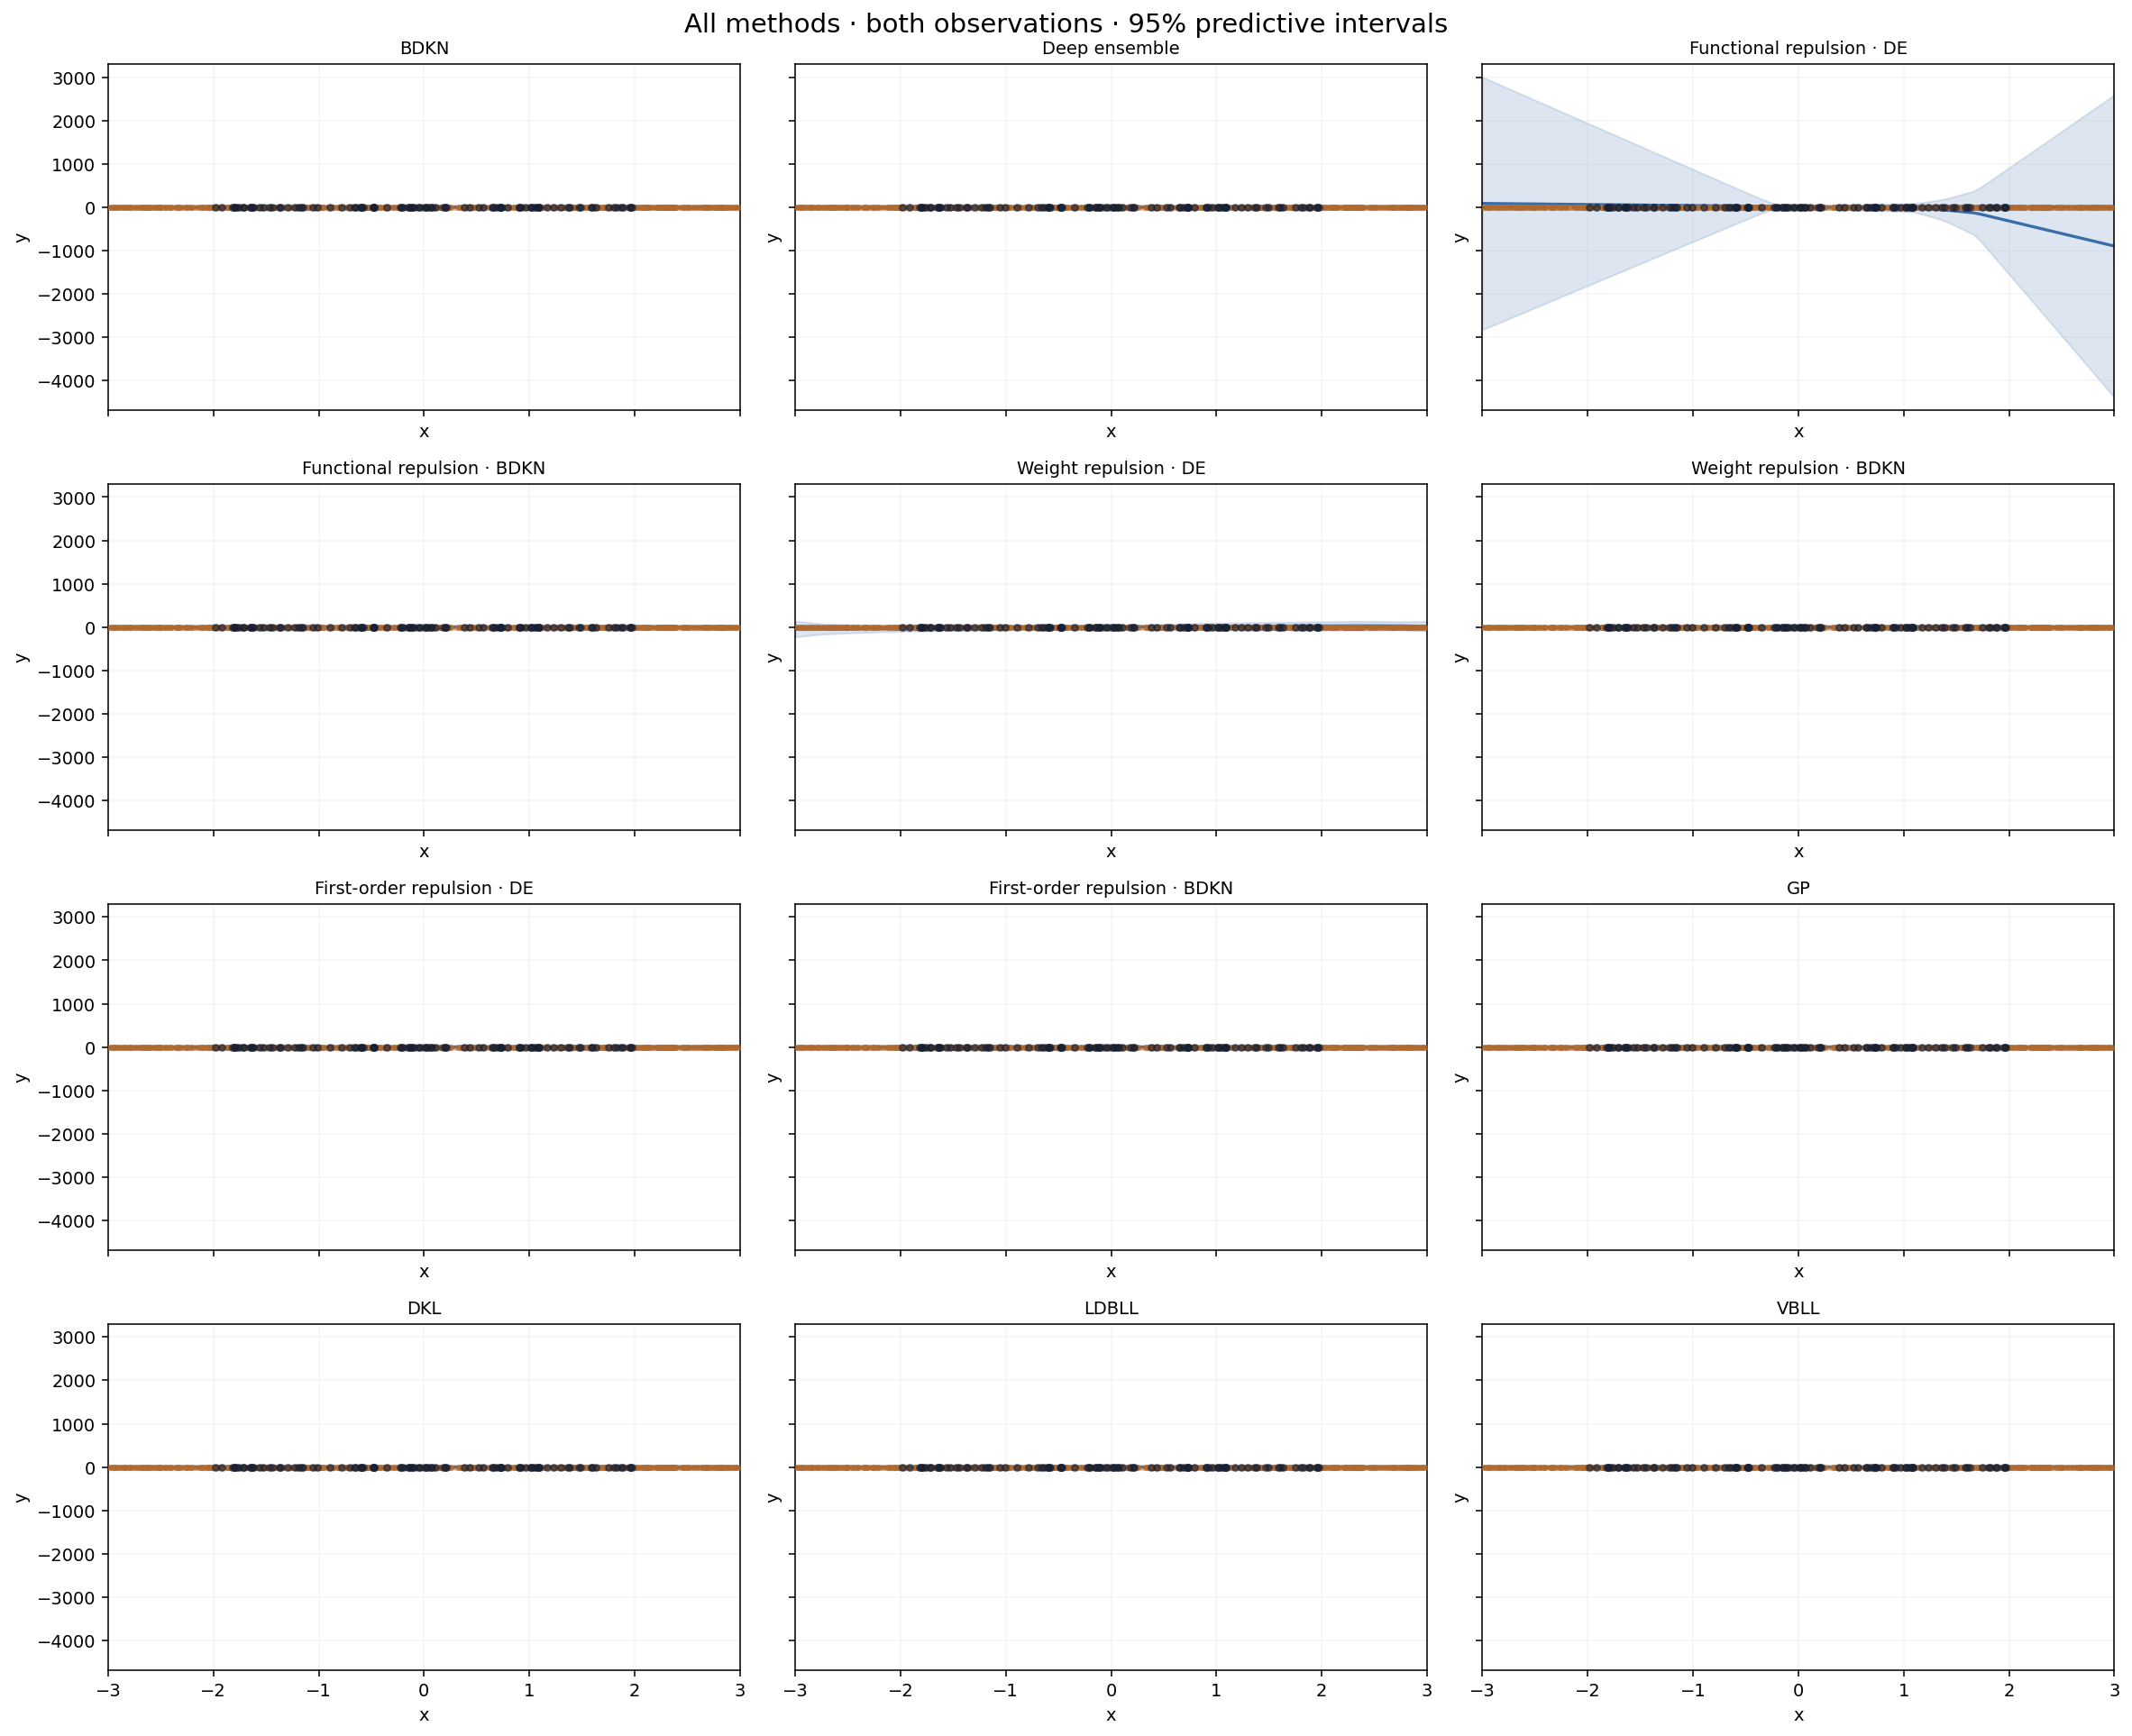 All methods · both observations · 95% predictive intervals
BDKN
Deep ensemble
Functional repulsion · DE
3000
2000
1000
0
−1000
−2000
−3000
−4000
y
y
y
x
x
x
Functional repulsion · BDKN
Weight repulsion · DE
Weight repulsion · BDKN
3000
2000
1000
0
−1000
−2000
−3000
−4000
y
y
y
x
x
x
First-order repulsion · DE
First-order repulsion · BDKN
GP
3000
2000
1000
0
−1000
−2000
−3000
−4000
y
y
y
x
x
x
DKL
LDBLL
VBLL
3000
2000
1000
0
−1000
−2000
−3000
−4000
y
y
y
−3 −2 −1 0 1 2 3
−3 −2 −1 0 1 2 3
−3 −2 −1 0 1 2 3
x
x
x